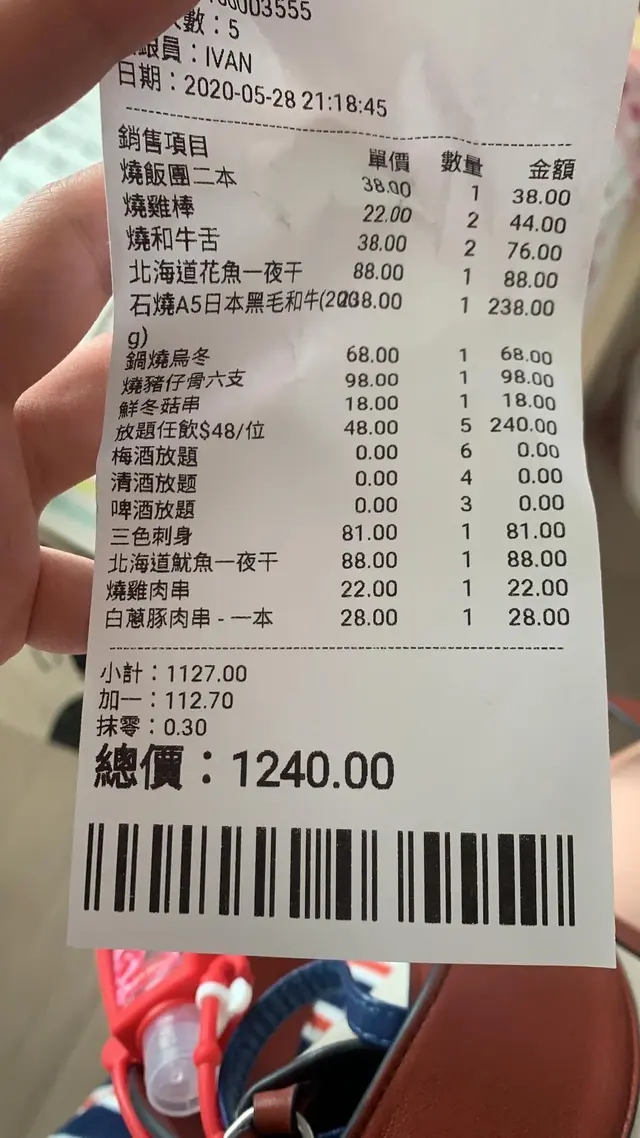 00003555
數：5
銀員：IVAN
日期：2020-05-28 21:18:45
銷售項目 單價 數量 金額
燒飯團二本 38.00 1 38.00
燒雞棒 22.00 2 44.00
燒和牛舌 38.00 2 76.00
北海道花魚一夜干 88.00 1 88.00
石燒A5日本黑毛和牛(200 238.00 1 238.00
g)
鍋燒烏冬 68.00 1 68.00
燒豬仔骨六支 98.00 1 98.00
鮮冬菇串 18.00 1 18.00
放題任飲$48/位 48.00 5 240.00
梅酒放題 0.00 6 0.00
清酒放题 0.00 4 0.00
啤酒放題 0.00 3 0.00
三色刺身 81.00 1 81.00
北海道魷魚一夜干 88.00 1 88.00
燒雞肉串 22.00 1 22.00
白蔥豚肉串 - 一本 28.00 1 28.00
小計：1127.00
加一：112.70
抹零：0.30
總價：1240.00